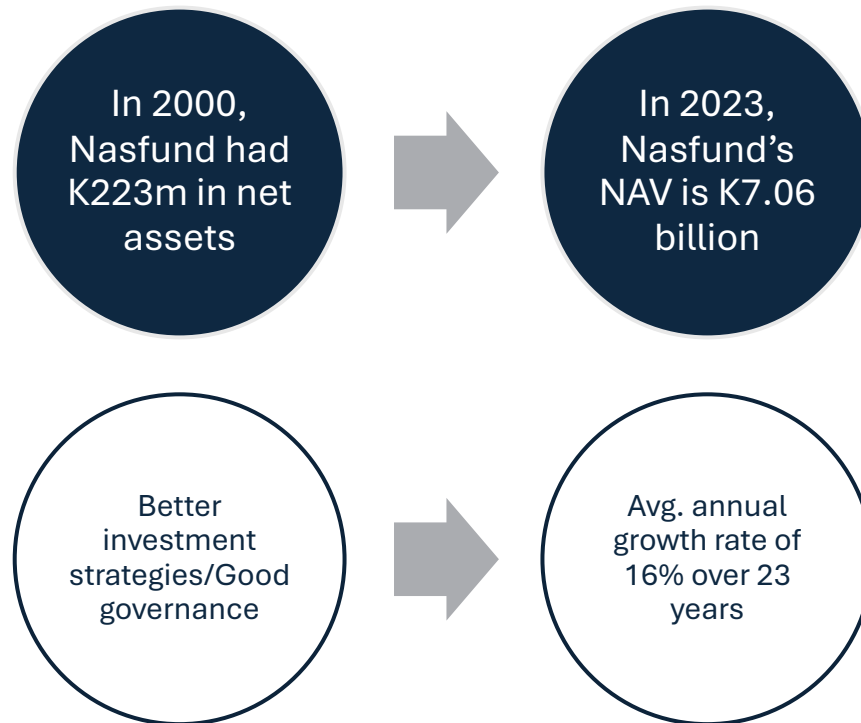 In 2000,
Nasfund had
K223m in net
assets
In 2023,
Nasfund’s
NAV is K7.06
billion
Better
investment
strategies/Good
governance
Avg. annual
growth rate of
16% over 23
years